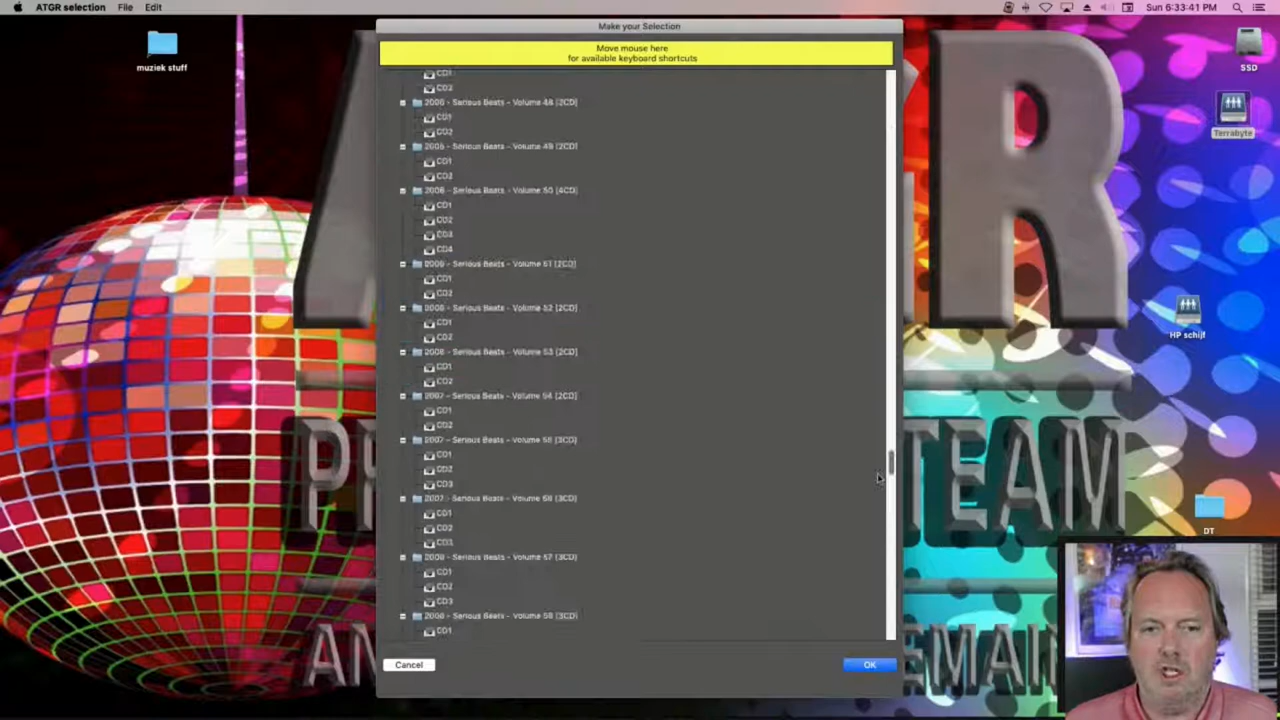 ATGR selection File Edit Sun 6:33:41 PM
Make your Selection
Move mouse here
for available keyboard shortcuts
muziek stuff
SSD
Terrabyte
HP schijf
DT
CD1
CD2
2006 - Serious Beats - Volume 48 [2CD]
CD1
CD2
2006 - Serious Beats - Volume 49 [2CD]
CD1
CD2
2006 - Serious Beats - Volume 50 [4CD]
CD1
CD2
CD3
CD4
2006 - Serious Beats - Volume 51 [2CD]
CD1
CD2
2006 - Serious Beats - Volume 52 [2CD]
CD1
CD2
Serious Beats - Volume 53 [2CD]
CD1
CD2
2007 - Serious Beats - Volume 54 [2CD]
CD1
CD2
2007 - Serious Beats - Volume 55 [3CD]
CD1
CD2
CD3
2007 - Serious Beats - Volume 56 [3CD]
CD1
CD2
CD3
2008 - Serious Beats - Volume 57 [3CD]
CD1
CD2
CD3
2008 - Serious Beats - Volume 58 [3CD]
CD1
Cancel OK
A R
PR TEAM
AN EMAIN